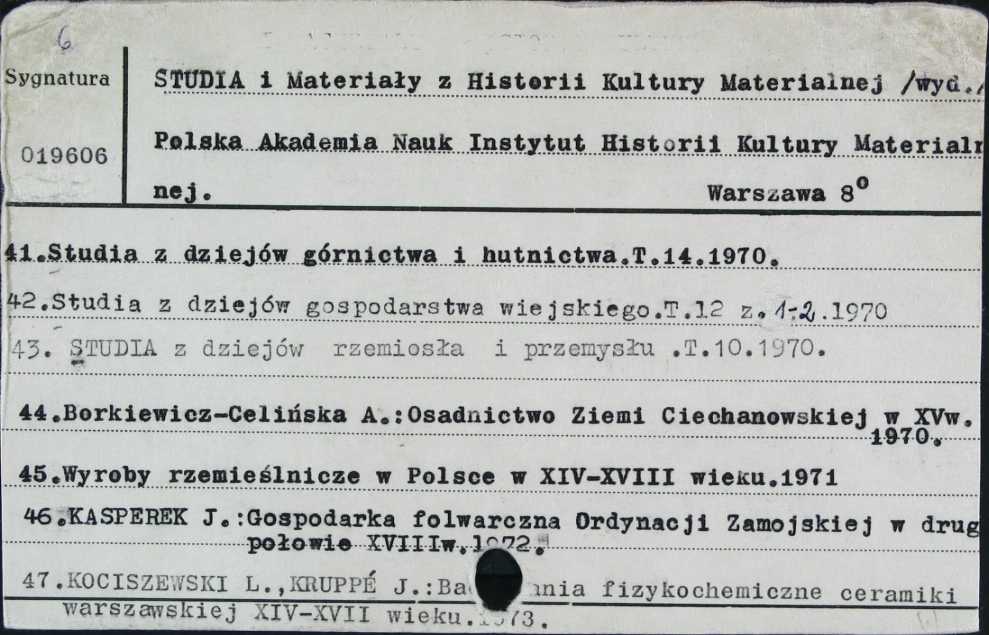 6
Sygnatura
STUDIA i Materiały z Historii Kultury Materialnej /wyd./
019606
Polska Akademia Nauk Instytut Historii Kultury Materialn
nej.
Warszawa 8º
41.Studia z dziejów górnictwa i hutnictwa.T.14.1970.
42.Studia z dziejów gospodarstwa wiejskiego.T.12 z. 1-2.1970
43. STUDIA z dziejów rzemiosła i przemysłu .T.10.1970.
44.Borkiewicz-Celińska A.:Osadnictwo Ziemi Ciechanowskiej w XVw.
1970.
45.Wyroby rzemieślnicze w Polsce w XIV-XVIII wieku.1971
46.KASPEREK J.:Gospodarka folwarczna Ordynacji Zamojskiej w drug
połowie XVIIIw.1972.
47.KOCISZEWSKI L.,KRUPPÉ J.: fizykochemiczne ceramiki
warszawskiej XIV-XVII wieku.1973.